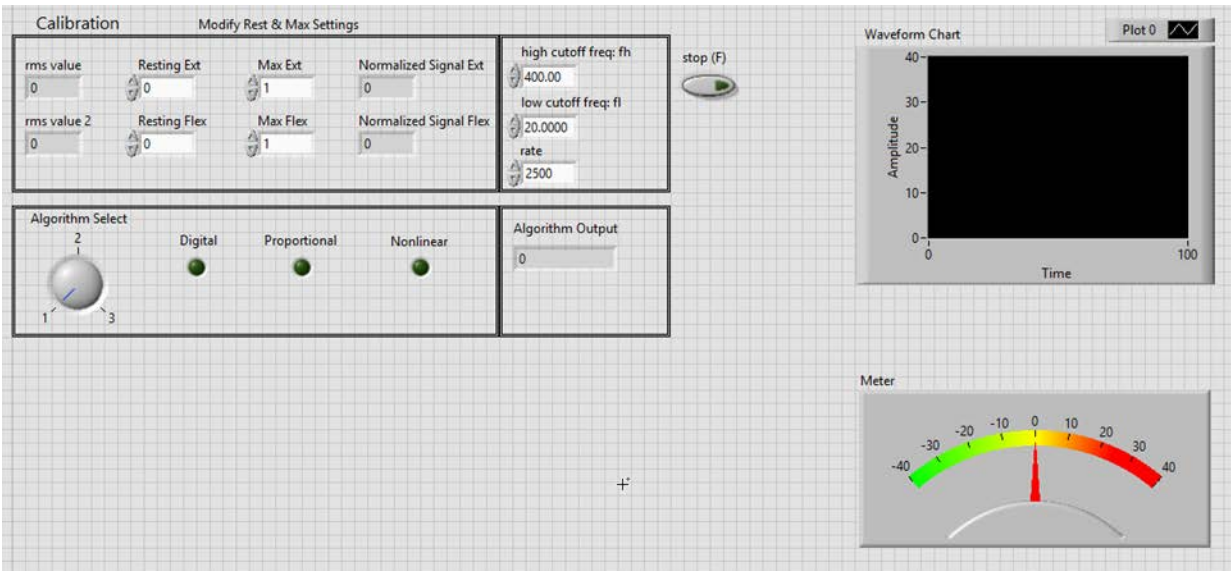 Calibration
Modify Rest & Max Settings
rms value
0
Resting Ext
0
Max Ext
1
Normalized Signal Ext
0
rms value 2
0
Resting Flex
0
Max Flex
1
Normalized Signal Flex
0
high cutoff freq: fh
400.00
low cutoff freq: fl
20.0000
rate
2500
stop (F)
Algorithm Select
1
2
3
Digital
Proportional
Nonlinear
Algorithm Output
0
Waveform Chart
Plot 0
Amplitude
40
30
20
10
0
0
100
Time
Meter
-40
-30
-20
-10
0
10
20
30
40